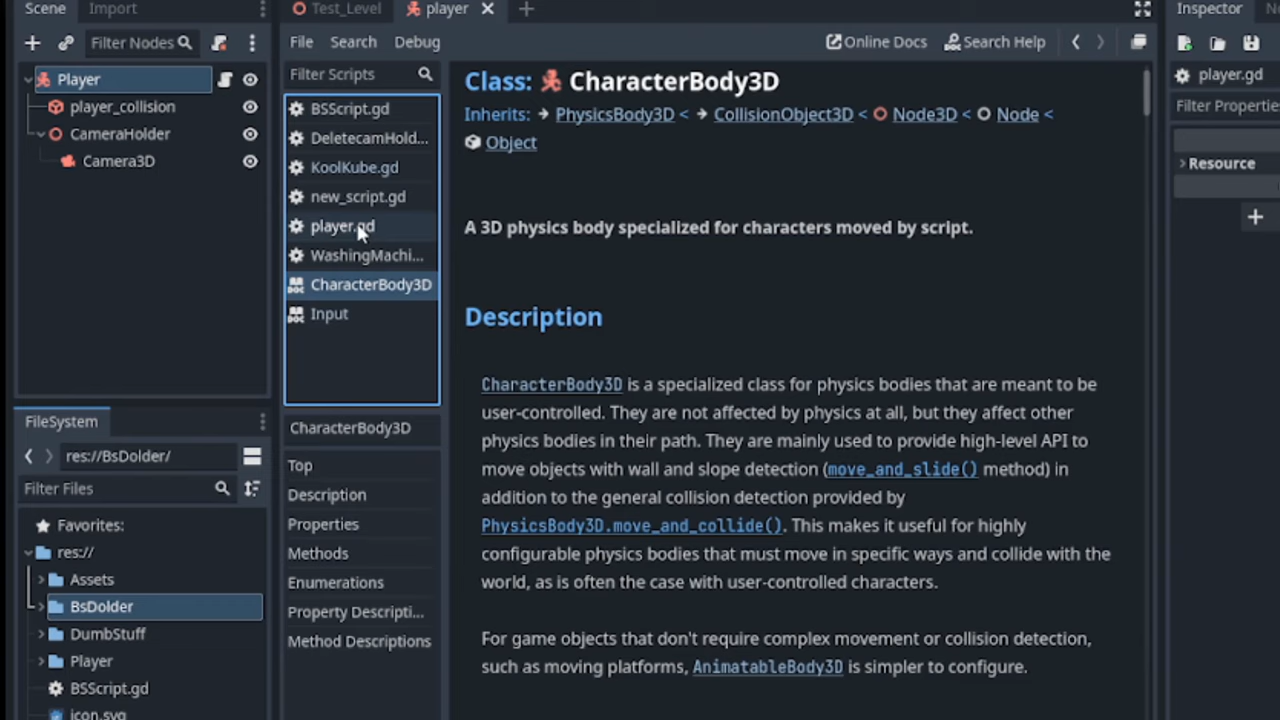 Scene Import
Filter Nodes
Player
player_collision
CameraHolder
Camera3D
FileSystem
res://BsDolder/
Filter Files
Favorites:
res://
Assets
BsDolder
DumbStuff
Player
BSScript.gd
icon.svg
Test_Level player
File Search Debug
Online Docs Search Help
Filter Scripts
BSScript.gd
DeletecamHold...
KoolKube.gd
new_script.gd
player.gd
WashingMachi...
CharacterBody3D
Input
CharacterBody3D
Top
Description
Properties
Methods
Enumerations
Property Descripti...
Method Descriptions
Class: CharacterBody3D
Inherits: PhysicsBody3D < CollisionObject3D < Node3D < Node <
Object
A 3D physics body specialized for characters moved by script.
Description
CharacterBody3D is a specialized class for physics bodies that are meant to be
user-controlled. They are not affected by physics at all, but they affect other
physics bodies in their path. They are mainly used to provide high-level API to
move objects with wall and slope detection (move_and_slide() method) in
addition to the general collision detection provided by
PhysicsBody3D.move_and_collide(). This makes it useful for highly
configurable physics bodies that must move in specific ways and collide with the
world, as is often the case with user-controlled characters.
For game objects that don't require complex movement or collision detection,
such as moving platforms, AnimatableBody3D is simpler to configure.
Inspector
player.gd
Filter Propertie
Resource